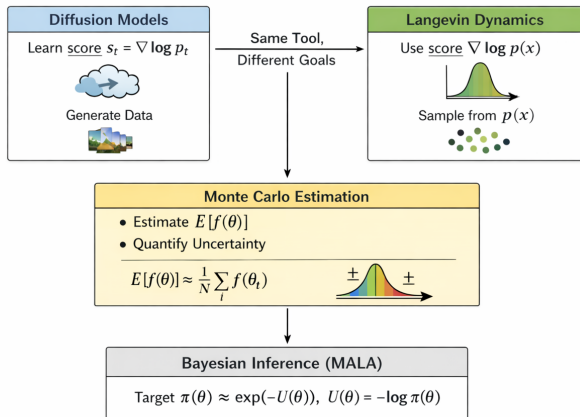 Diffusion Models
Learn score s_t = ∇ log p_t
Generate Data
Same Tool,
Different Goals
Langevin Dynamics
Use score ∇ log p(x)
Sample from p(x)
Monte Carlo Estimation
• Estimate E[f(θ)]
• Quantify Uncertainty
E[f(θ)] ≈ 1/N ∑_i f(θ_t)
± ±
Bayesian Inference (MALA)
Target π(θ) ≈ exp(-U(θ)), U(θ) = -log π(θ)